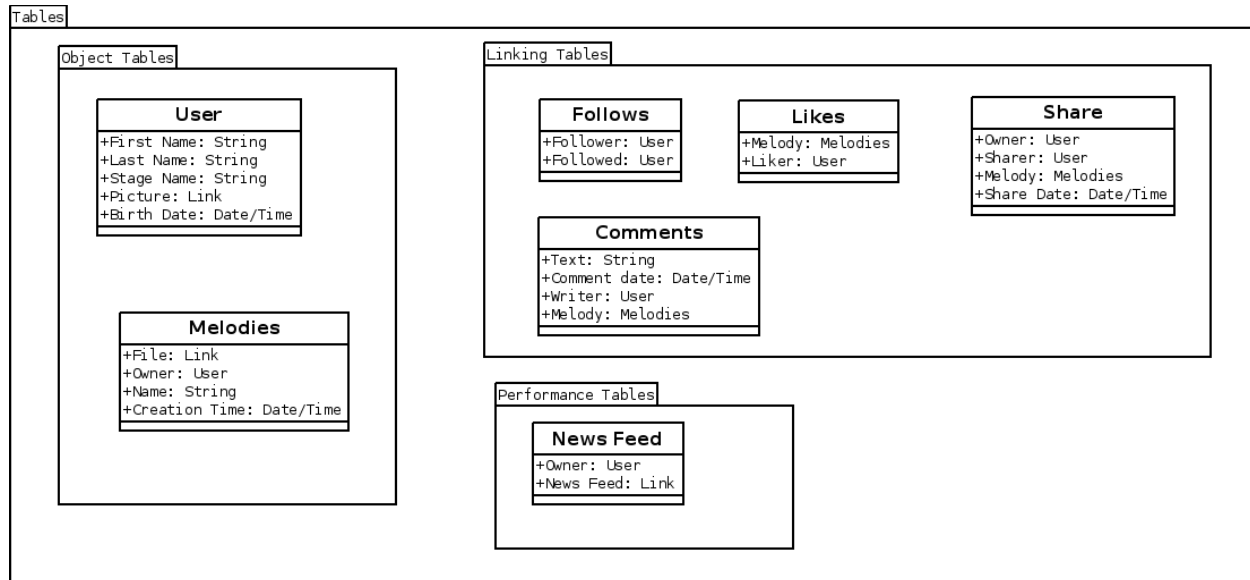 Tables
Object Tables
User
+First Name: String
+Last Name: String
+Stage Name: String
+Picture: Link
+Birth Date: Date/Time
Melodies
+File: Link
+Owner: User
+Name: String
+Creation Time: Date/Time
Linking Tables
Follows
+Follower: User
+Followed: User
Likes
+Melody: Melodies
+Liker: User
Share
+Owner: User
+Sharer: User
+Melody: Melodies
+Share Date: Date/Time
Comments
+Text: String
+Comment date: Date/Time
+Writer: User
+Melody: Melodies
Performance Tables
News Feed
+Owner: User
+News Feed: Link